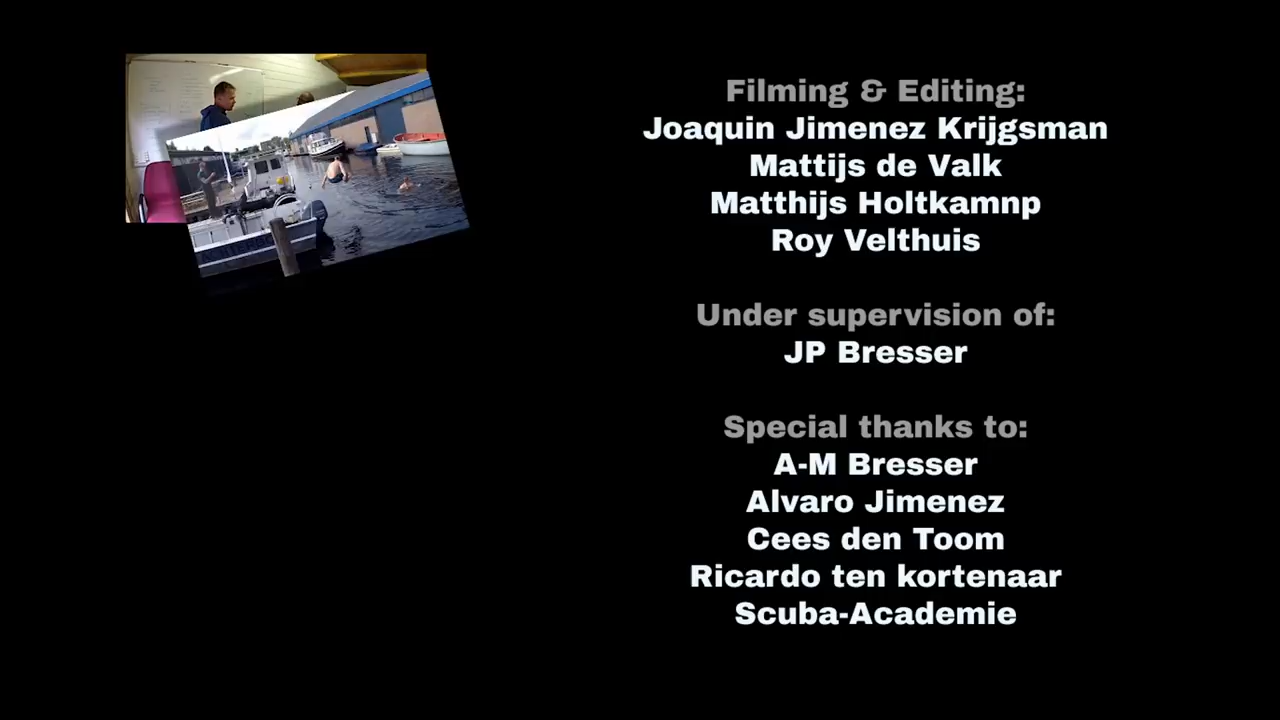 Filming & Editing:
Joaquin Jimenez Krijgsman
Mattijs de Valk
Matthijs Holtkamnp
Roy Velthuis
Under supervision of:
JP Bresser
Special thanks to:
A-M Bresser
Alvaro Jimenez
Cees den Toom
Ricardo ten kortenaar
Scuba-Academie